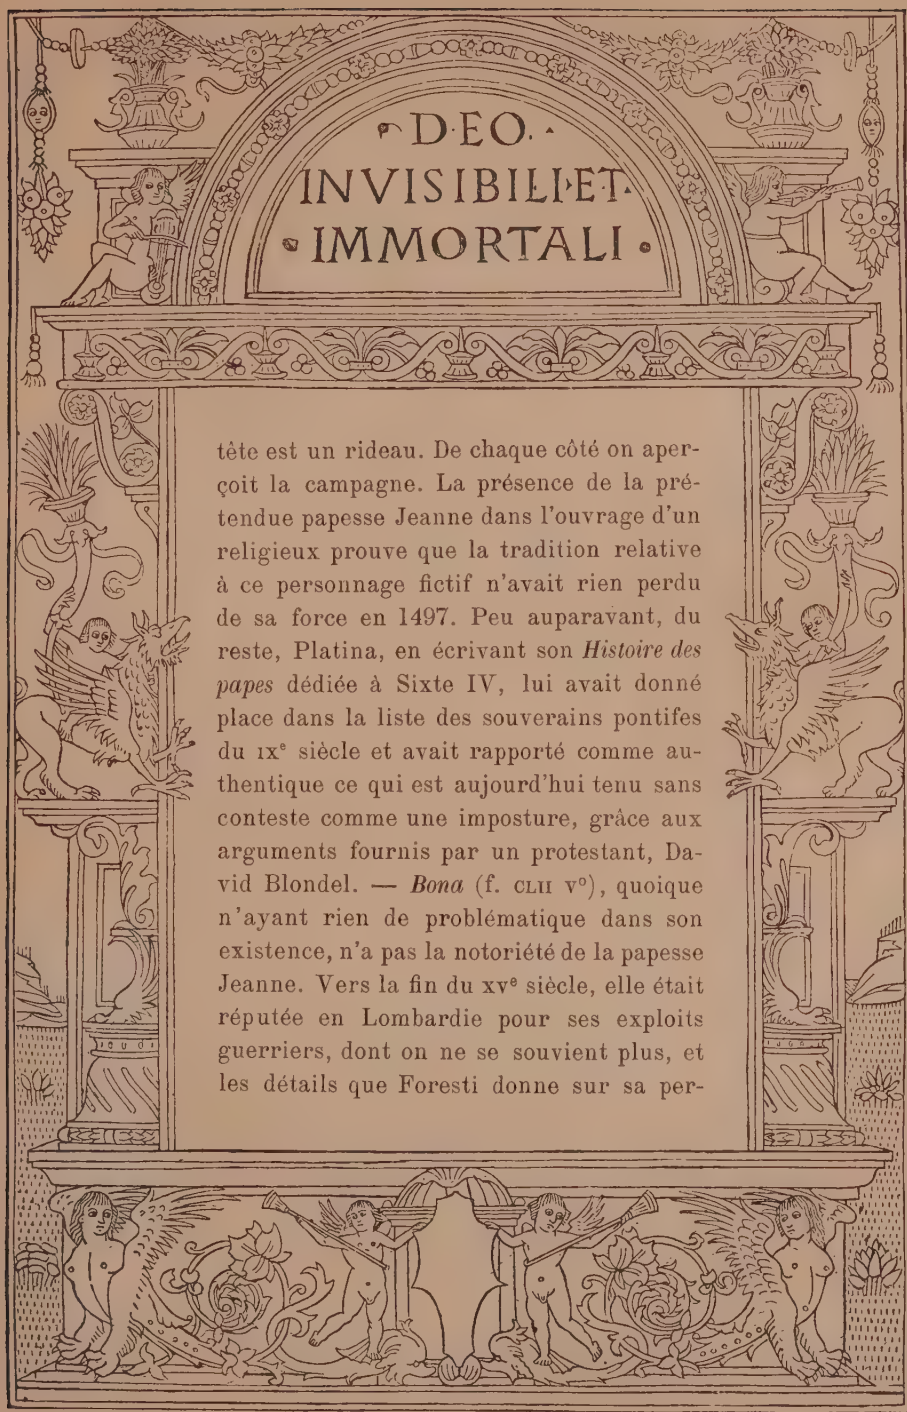 DEO
INVISIBILI·ET·
IMMORTALI
tête est un rideau. De chaque côté on aper-
çoit la campagne. La présence de la pré-
tendue papesse Jeanne dans l'ouvrage d'un
religieux prouve que la tradition relative
à ce personnage fictif n'avait rien perdu
de sa force en 1497. Peu auparavant, du
reste, Platina, en écrivant son Histoire des
papes dédiée à Sixte IV, lui avait donné
place dans la liste des souverains pontifes
du IXᵉ siècle et avait rapporté comme au-
thentique ce qui est aujourd'hui tenu sans
conteste comme une imposture, grâce aux
arguments fournis par un protestant, Da-
vid Blondel. — Bona (f. CLII vº), quoique
n'ayant rien de problématique dans son
existence, n'a pas la notoriété de la papesse
Jeanne. Vers la fin du XVᵉ siècle, elle était
réputée en Lombardie pour ses exploits
guerriers, dont on ne se souvient plus, et
les détails que Foresti donne sur sa per-